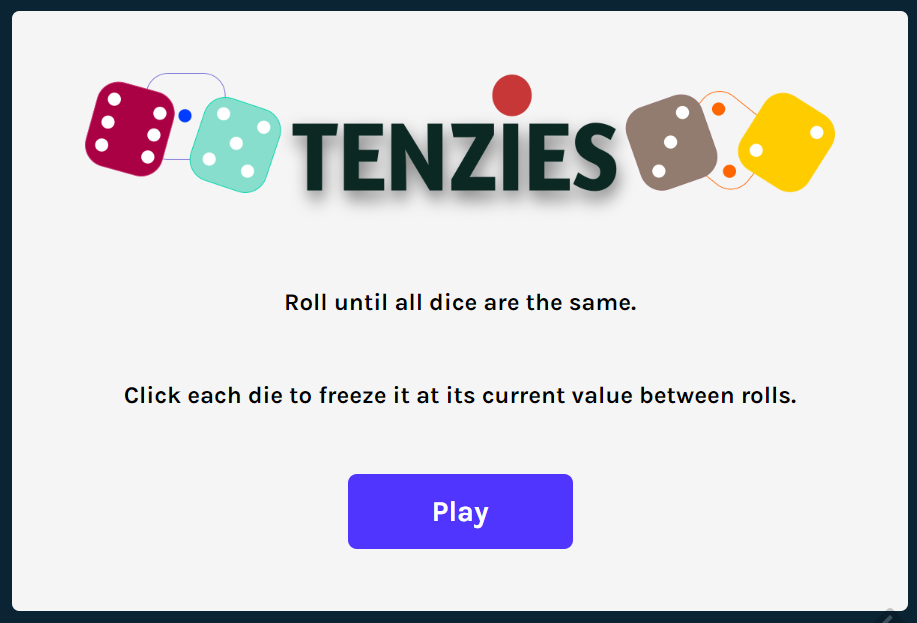 TENZiES
Roll until all dice are the same.
Click each die to freeze it at its current value between rolls.
Play